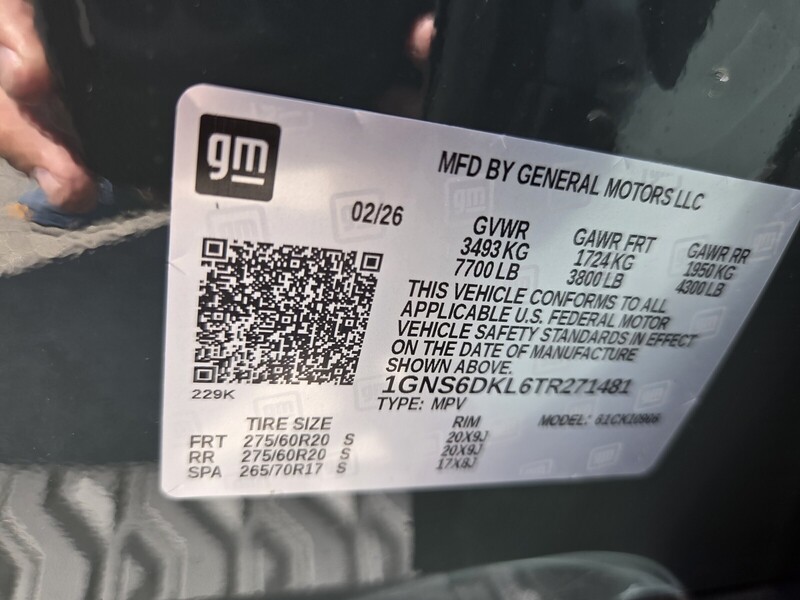 gm
MFD BY GENERAL MOTORS LLC
02/26
GVWR GAWR FRT GAWR RR
3493 KG 1724 KG 1950 KG
7700 LB 3800 LB 4300 LB
THIS VEHICLE CONFORMS TO ALL
APPLICABLE U.S. FEDERAL MOTOR
VEHICLE SAFETY STANDARDS IN EFFECT
ON THE DATE OF MANUFACTURE
SHOWN ABOVE.
1GNS6DKL6TR271481
229K
TYPE: MPV
MODEL:
TIRE SIZE RIM
FRT 275/60R20 S 20X9J
RR 275/60R20 S 20X9J
SPA 265/70R17 S 17X8J